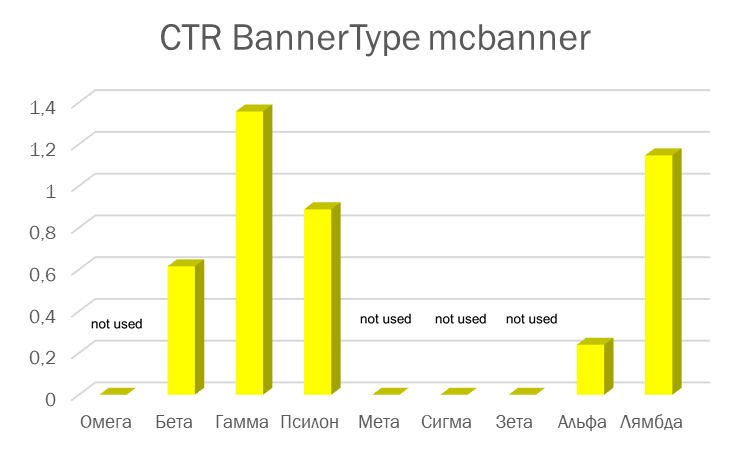 CTR BannerType mcbanner
1,4
1,2
1
0,8
0,6
0,4
0,2
0
not used
not used
not used
not used
Омега
Бета
Гамма
Псилон
Мета
Сигма
Зета
Альфа
Лямбда